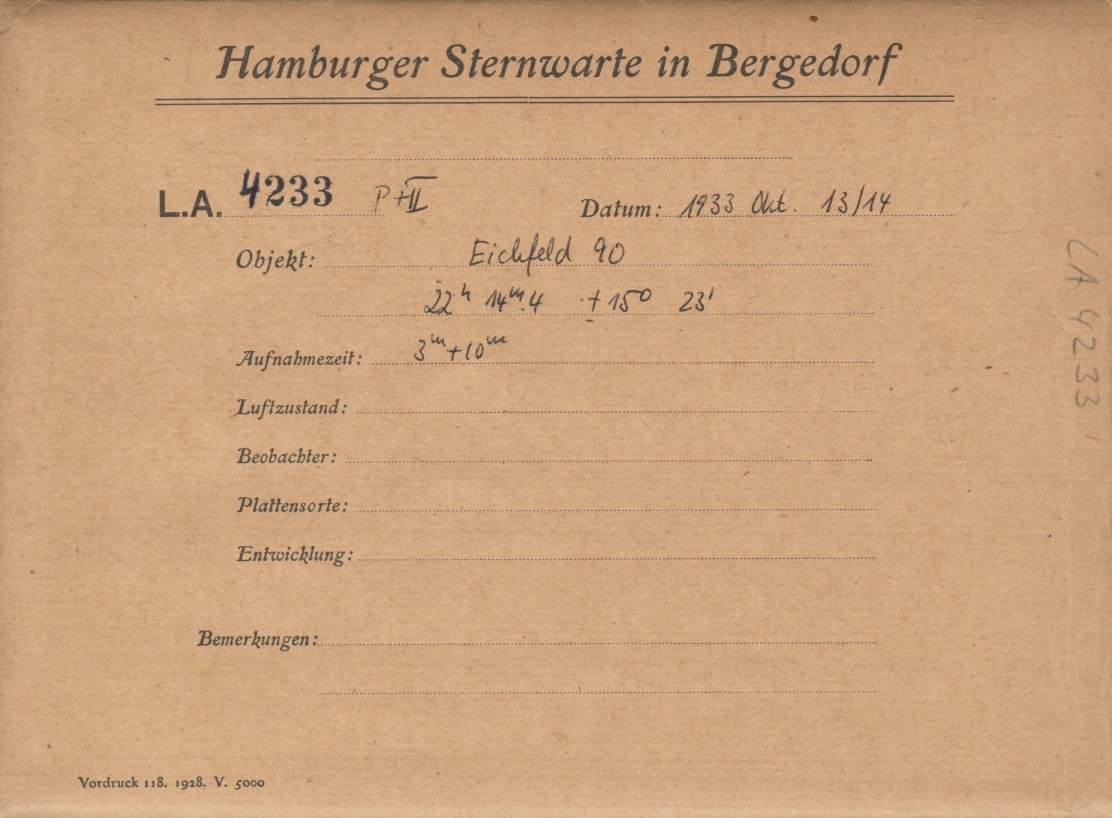 Hamburger Sternwarte in Bergedorf
L.A. 4233 P+II Datum: 1933 Okt. 13/14
Objekt: Eichfeld 90
22h 14m.4 +15° 23'
Aufnahmezeit: 3m+10m
Luftzustand:
Beobachter:
Plattensorte:
Entwicklung:
Bemerkungen:
Vordruck 118. 1928. V. 5000
LA 4233